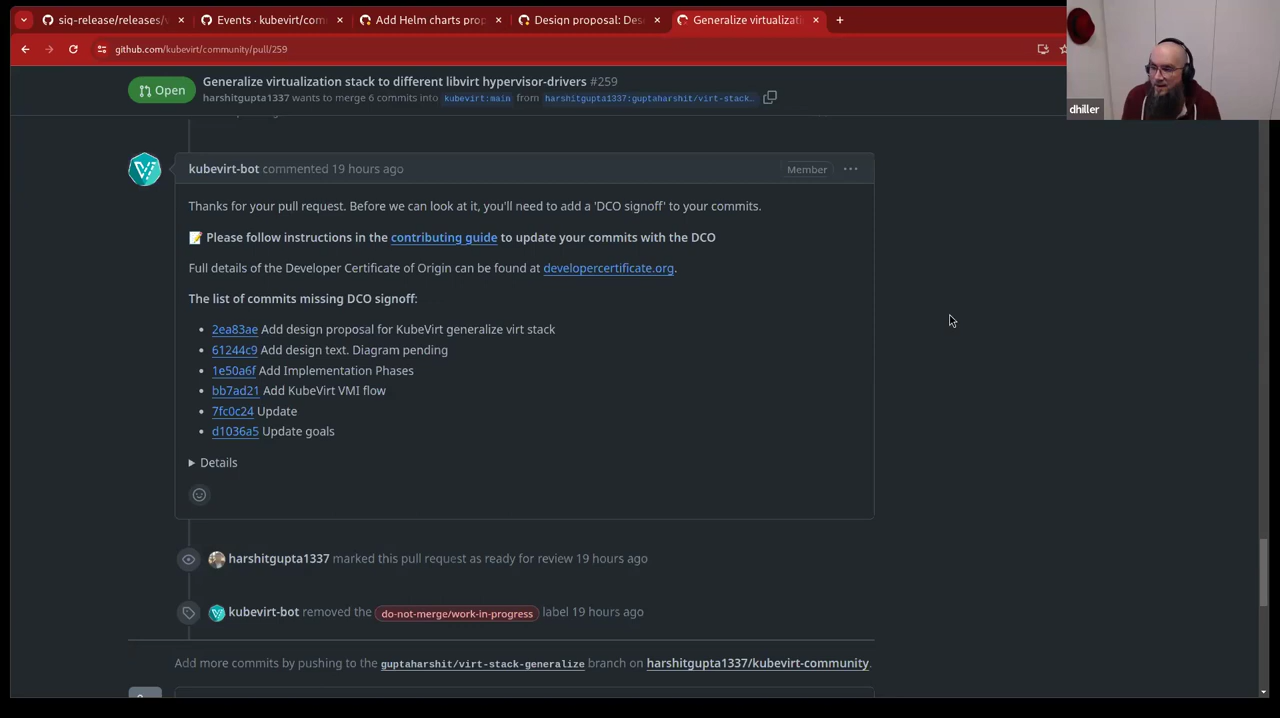 siq-release/releases/v
Events · kubevirt/com
Add Helm charts prop
Design proposal: Des
Generalize virtualizati
github.com/kubevirt/community/pull/259
dhiller
Open
Generalize virtualization stack to different libvirt hypervisor-drivers #259
harshitgupta1337 wants to merge 6 commits into kubevirt:main from harshitgupta1337:guptaharshit/virt-stack…
kubevirt-bot commented 19 hours ago
Member
Thanks for your pull request. Before we can look at it, you'll need to add a 'DCO signoff' to your commits.
Please follow instructions in the contributing guide to update your commits with the DCO
Full details of the Developer Certificate of Origin can be found at developercertificate.org.
The list of commits missing DCO signoff:
2ea83ae Add design proposal for KubeVirt generalize virt stack
61244c9 Add design text. Diagram pending
1e50a6f Add Implementation Phases
bb7ad21 Add KubeVirt VMI flow
7fc0c24 Update
d1036a5 Update goals
Details
harshitgupta1337 marked this pull request as ready for review 19 hours ago
kubevirt-bot removed the do-not-merge/work-in-progress label 19 hours ago
Add more commits by pushing to the guptaharshit/virt-stack-generalize branch on harshitgupta1337/kubevirt-community.